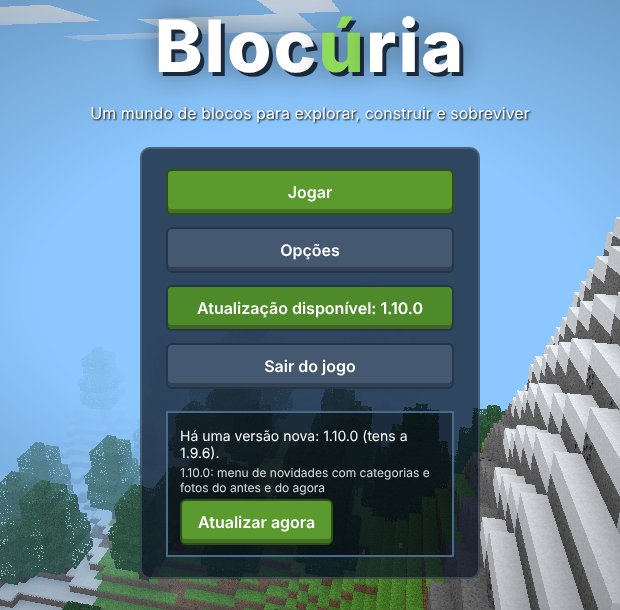 Blocúria
Um mundo de blocos para explorar, construir e sobreviver
Jogar
Opções
Atualização disponível: 1.10.0
Sair do jogo
Há uma versão nova: 1.10.0 (tens a
1.9.6).
1.10.0: menu de novidades com categorias e
fotos do antes e do agora
Atualizar agora